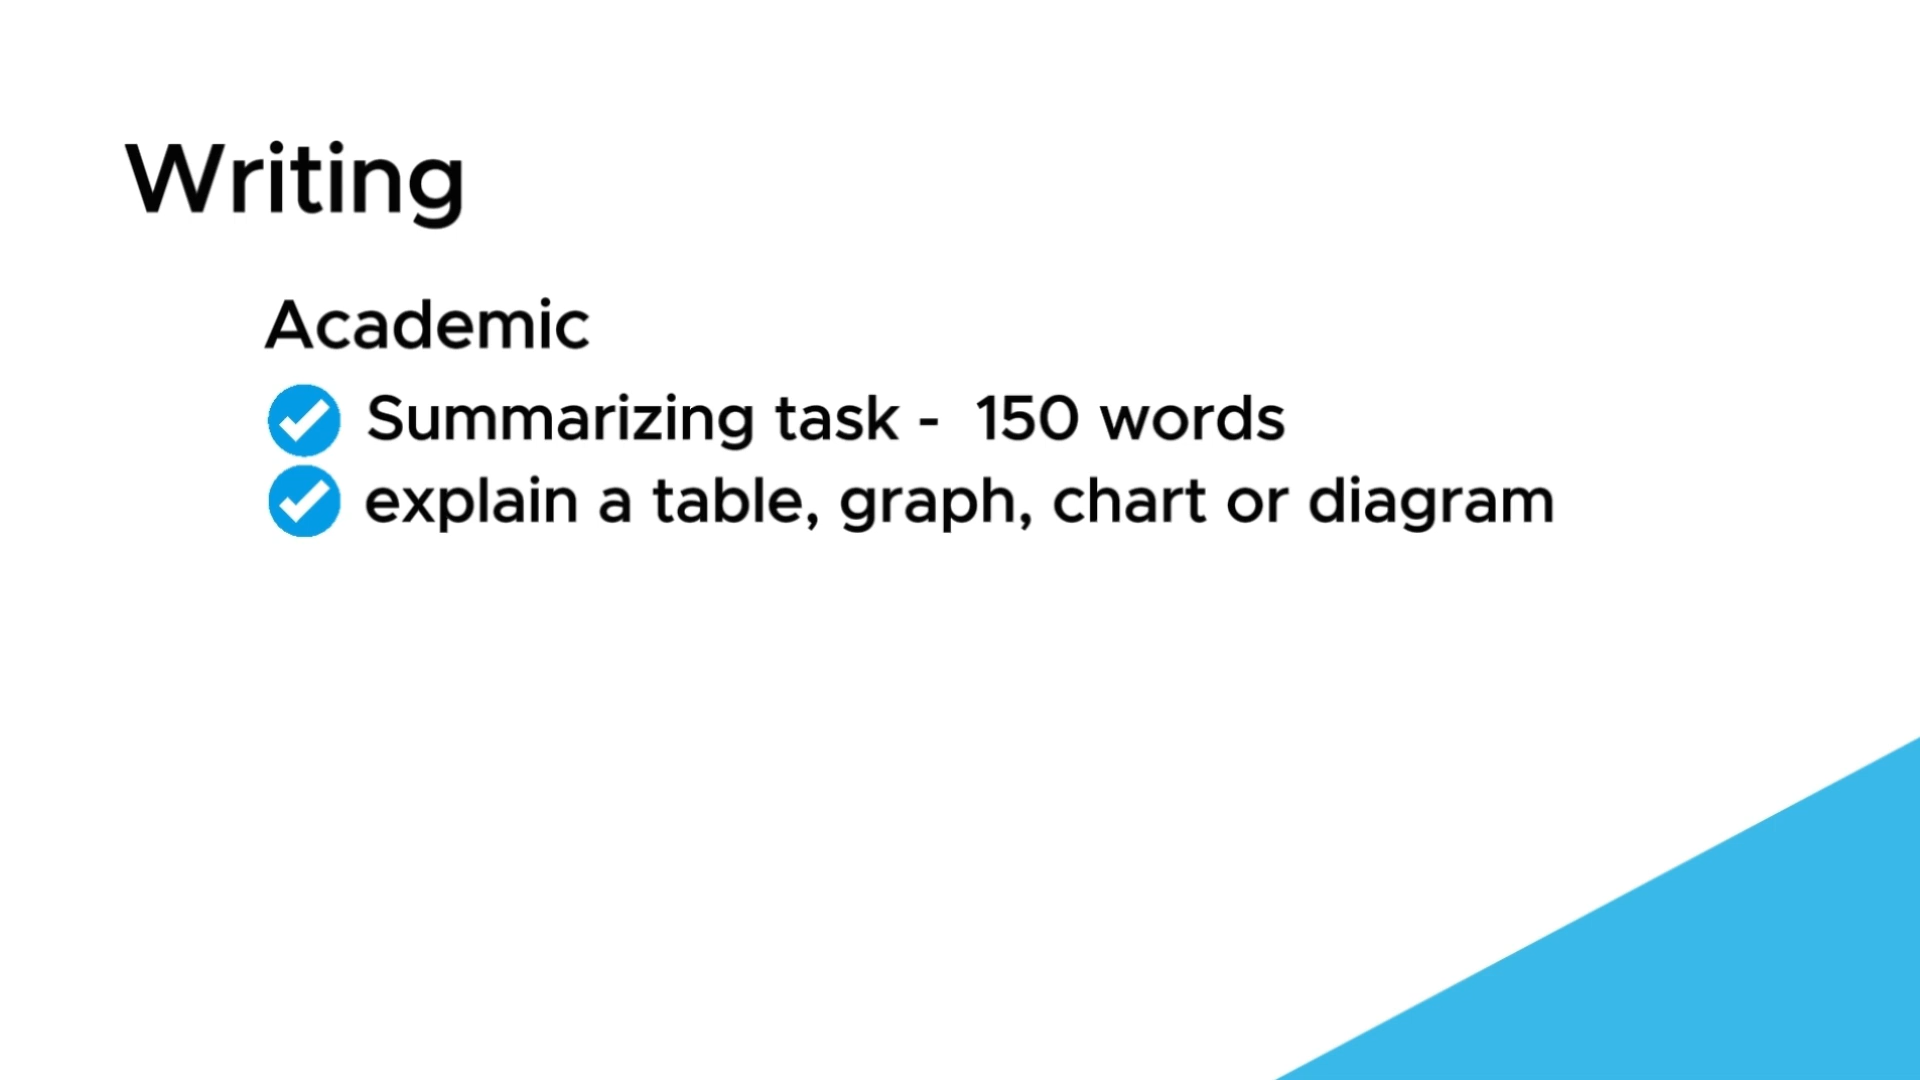 Writing
Academic
Summarizing task - 150 words
explain a table, graph, chart or diagram